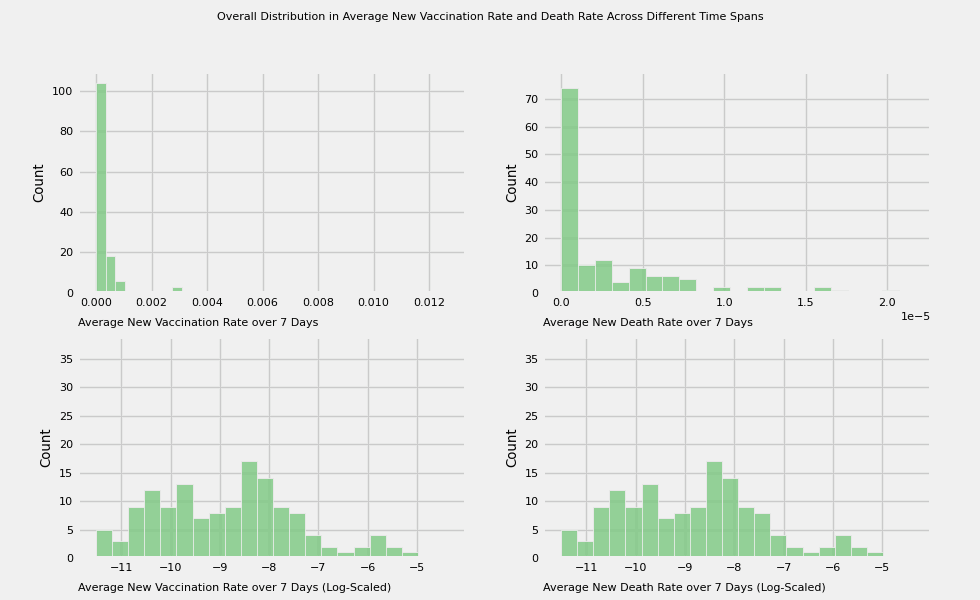 Overall Distribution in Average New Vaccination Rate and Death Rate Across Different Time Spans
100
80
60
40
20
0
Count
0.000 0.002 0.004 0.006 0.008 0.010 0.012
Average New Vaccination Rate over 7 Days
70
60
50
40
30
20
10
0
Count
0.0 0.5 1.0 1.5 2.0
1e−5
Average New Death Rate over 7 Days
35
30
25
20
15
10
5
0
Count
−11 −10 −9 −8 −7 −6 −5
Average New Vaccination Rate over 7 Days (Log-Scaled)
35
30
25
20
15
10
5
0
Count
−11 −10 −9 −8 −7 −6 −5
Average New Death Rate over 7 Days (Log-Scaled)